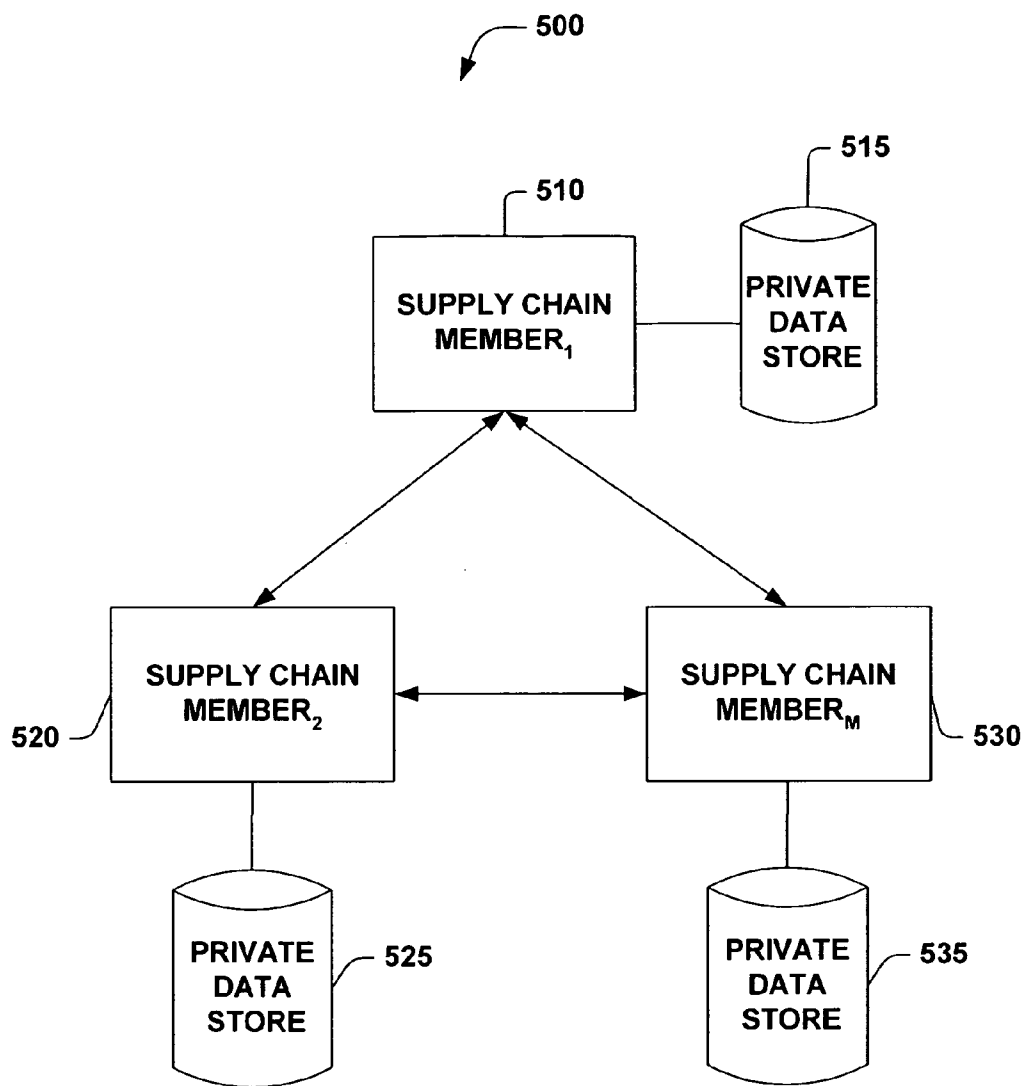 500
515
510
SUPPLY CHAIN
MEMBER₁
PRIVATE
DATA
STORE
SUPPLY CHAIN
MEMBER₂
SUPPLY CHAIN
MEMBER_M
520
530
PRIVATE
DATA
STORE
525
PRIVATE
DATA
STORE
535